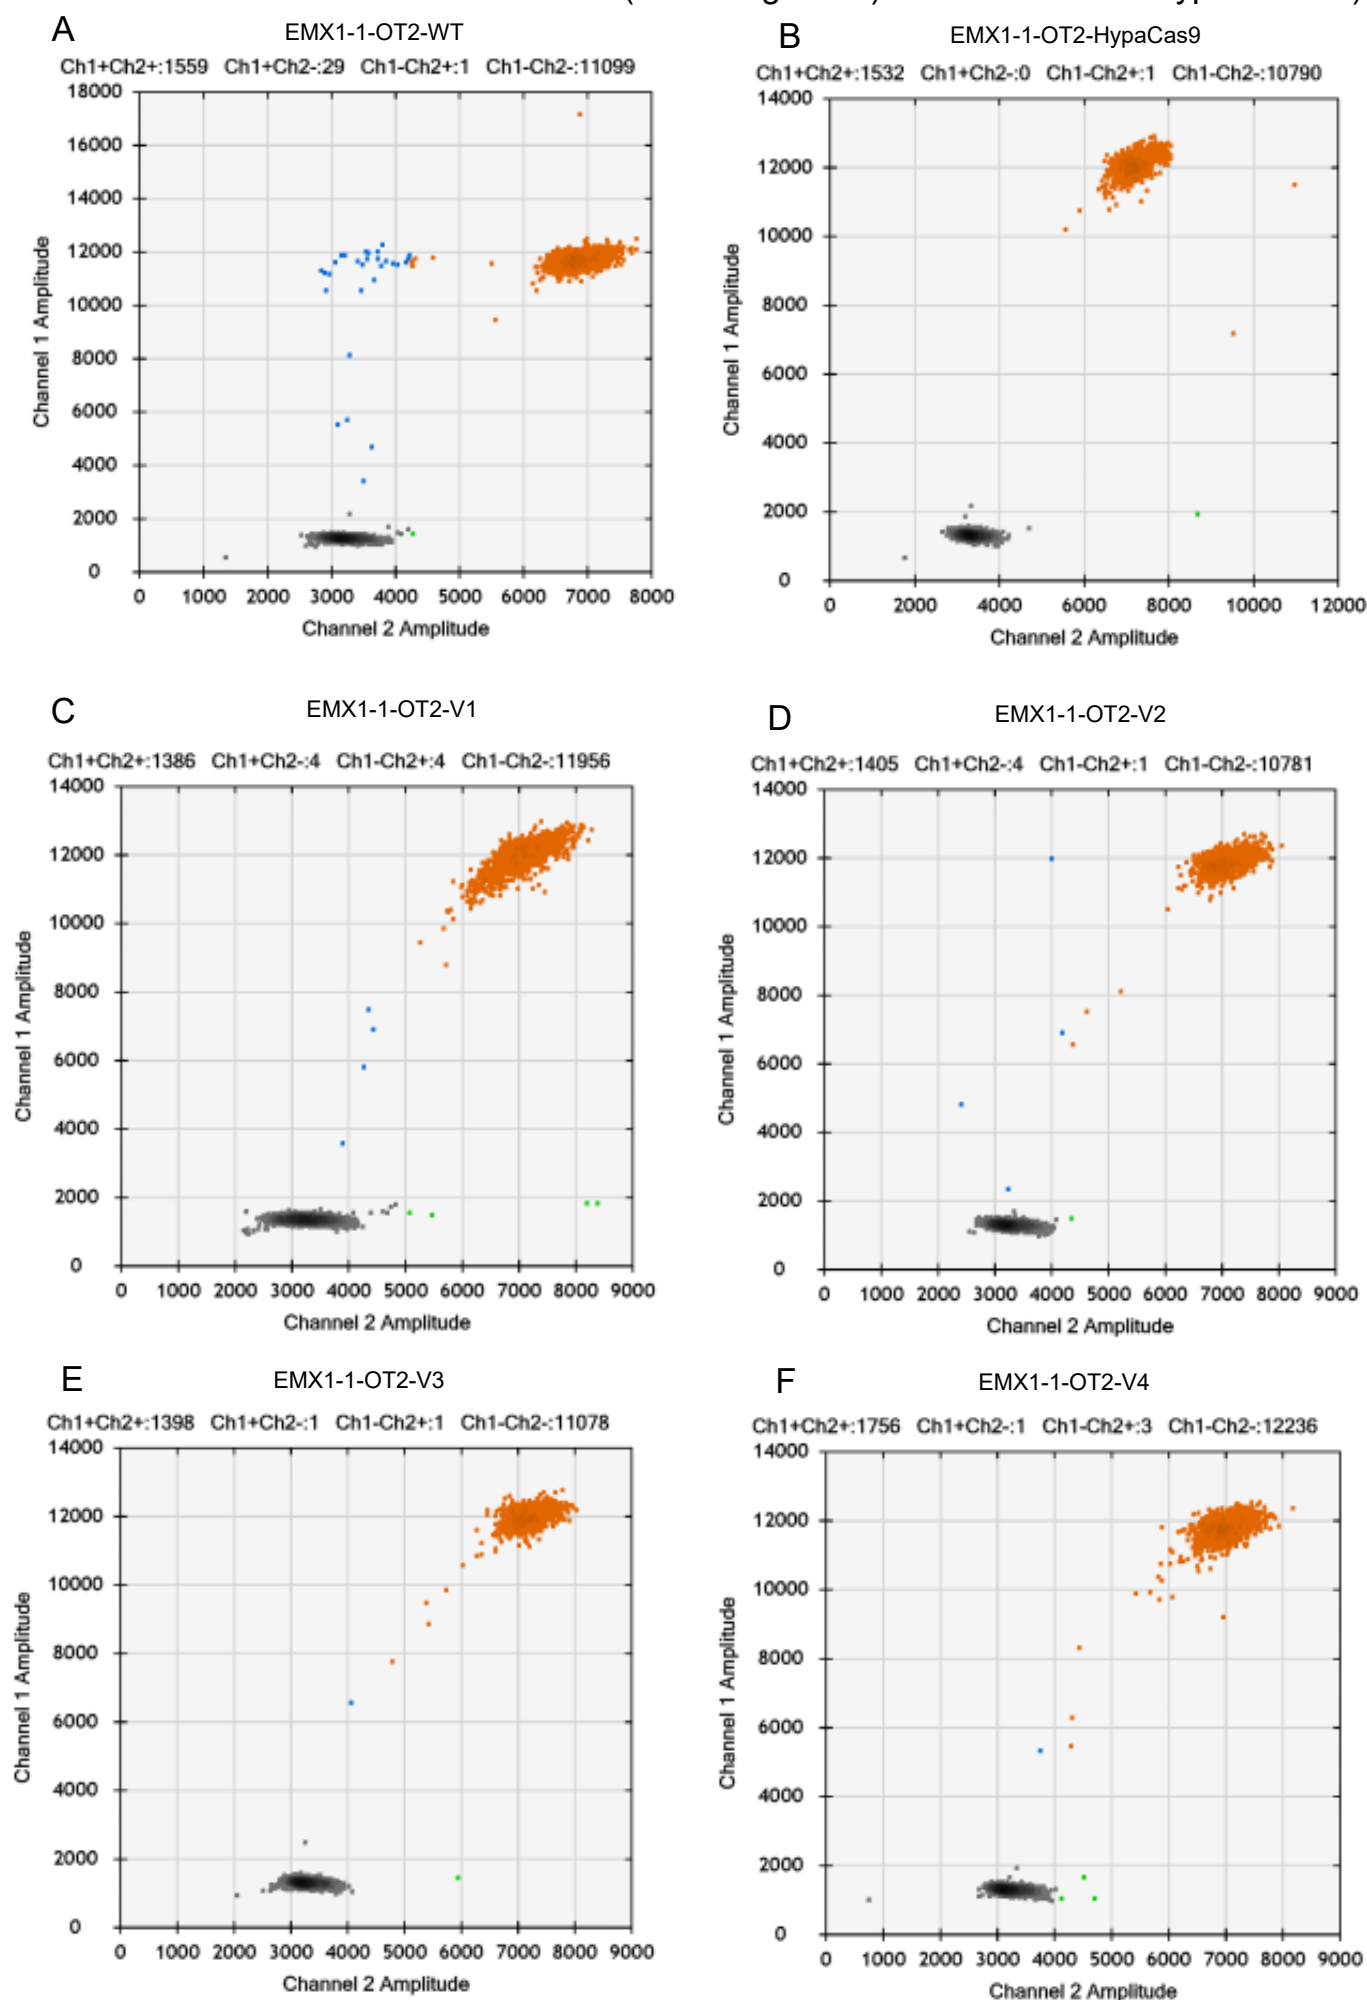 A
EMX1-1-OT2-WT
Ch1+Ch2+:1559 Ch1+Ch2-:29 Ch1-Ch2+:1 Ch1-Ch2-:11099
18000
16000
14000
12000
10000
8000
6000
4000
2000
0
Channel 1 Amplitude
0 1000 2000 3000 4000 5000 6000 7000 8000
Channel 2 Amplitude
B
EMX1-1-OT2-HypaCas9
Ch1+Ch2+:1532 Ch1+Ch2-:0 Ch1-Ch2+:1 Ch1-Ch2-:10790
14000
12000
10000
8000
6000
4000
2000
0
Channel 1 Amplitude
0 2000 4000 6000 8000 10000 12000
Channel 2 Amplitude
C
EMX1-1-OT2-V1
Ch1+Ch2+:1386 Ch1+Ch2-:4 Ch1-Ch2+:4 Ch1-Ch2-:11956
14000
12000
10000
8000
6000
4000
2000
0
Channel 1 Amplitude
0 1000 2000 3000 4000 5000 6000 7000 8000 9000
Channel 2 Amplitude
D
EMX1-1-OT2-V2
Ch1+Ch2+:1405 Ch1+Ch2-:4 Ch1-Ch2+:1 Ch1-Ch2-:10781
14000
12000
10000
8000
6000
4000
2000
0
Channel 1 Amplitude
0 1000 2000 3000 4000 5000 6000 7000 8000 9000
Channel 2 Amplitude
E
EMX1-1-OT2-V3
Ch1+Ch2+:1398 Ch1+Ch2-:1 Ch1-Ch2+:1 Ch1-Ch2-:11078
14000
12000
10000
8000
6000
4000
2000
0
Channel 1 Amplitude
0 1000 2000 3000 4000 5000 6000 7000 8000 9000
Channel 2 Amplitude
F
EMX1-1-OT2-V4
Ch1+Ch2+:1756 Ch1+Ch2-:1 Ch1-Ch2+:3 Ch1-Ch2-:12236
14000
12000
10000
8000
6000
4000
2000
0
Channel 1 Amplitude
0 1000 2000 3000 4000 5000 6000 7000 8000 9000
Channel 2 Amplitude